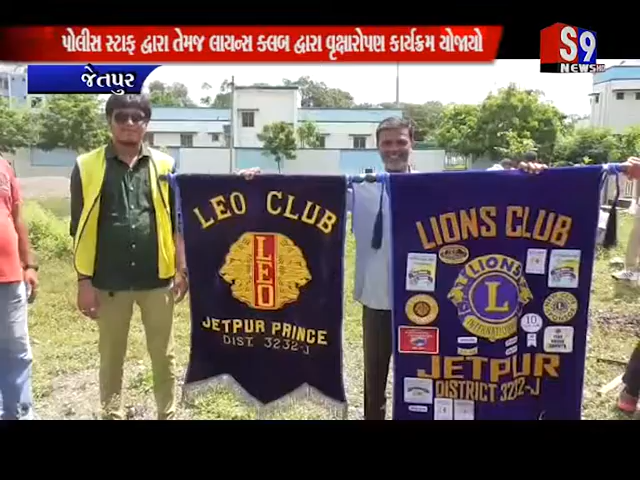 પોલીસ સ્ટાફ દ્વારા તેમજ લાયન્સ ક્લબ દ્વારા વૃક્ષારોપણ કાર્યક્રમ યોજાયો
S9
NEWS
જેતપુર
LEO CLUB
LEO
JETPUR PRINCE
DIST. 3232-J
LIONS CLUB
LIONS
L
INTERNATIONAL
10
JETPUR
DISTRICT 3232-J